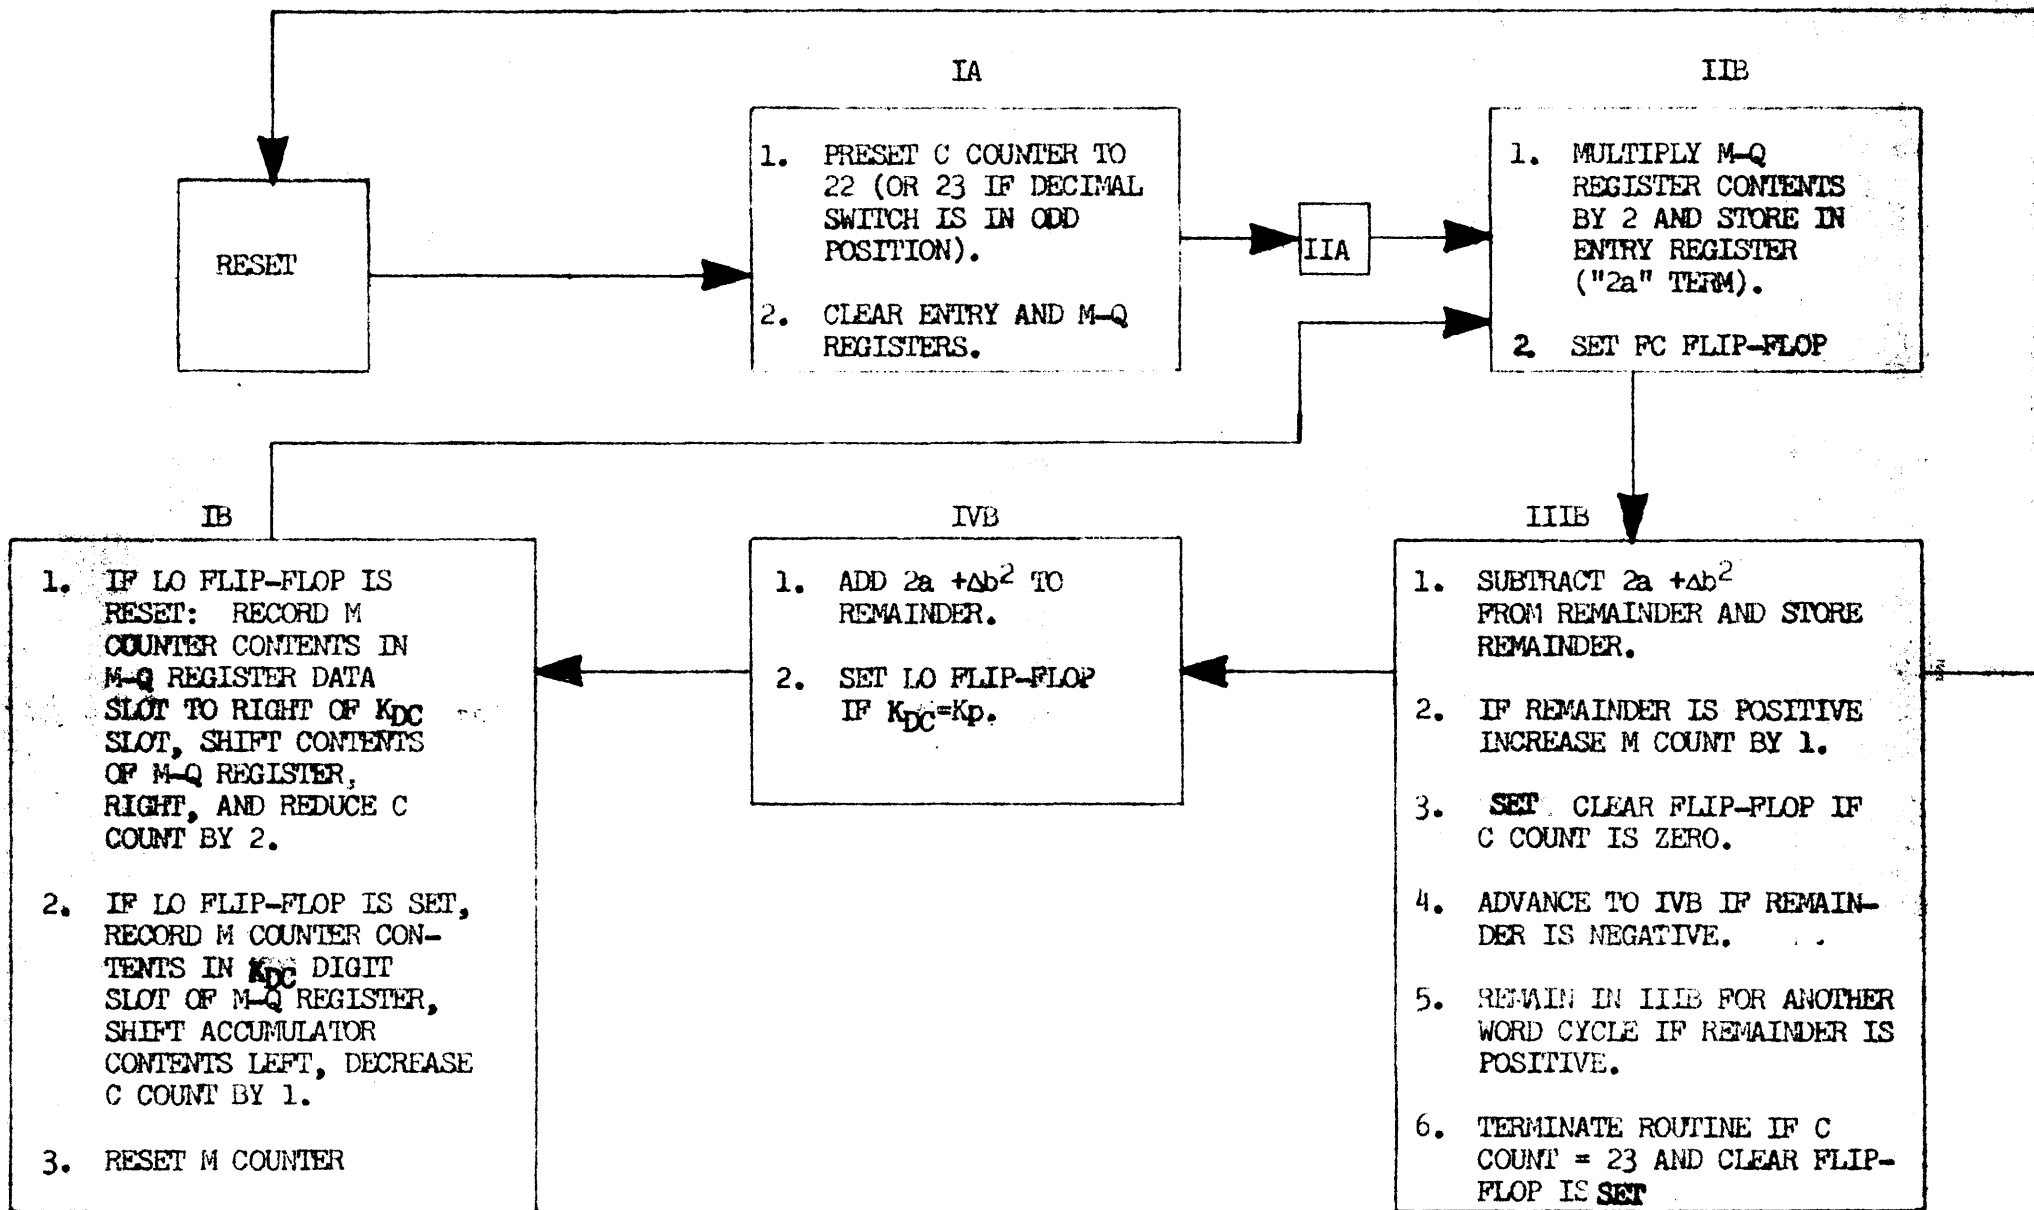 IA
IIB
RESET
1. PRESET C COUNTER TO
22 (OR 23 IF DECIMAL
SWITCH IS IN ODD
POSITION).
2. CLEAR ENTRY AND M-Q
REGISTERS.
IIA
1. MULTIPLY M-Q
REGISTER CONTENTS
BY 2 AND STORE IN
ENTRY REGISTER
("2a" TERM).
2. SET FC FLIP-FLOP
IB
IVB
IIIB
1. IF LO FLIP-FLOP IS
RESET: RECORD M
COUNTER CONTENTS IN
M-Q REGISTER DATA
SLOT TO RIGHT OF KDC
SLOT, SHIFT CONTENTS
OF M-Q REGISTER,
RIGHT, AND REDUCE C
COUNT BY 2.
2. IF LO FLIP-FLOP IS SET,
RECORD M COUNTER CON-
TENTS IN KDC DIGIT
SLOT OF M-Q REGISTER,
SHIFT ACCUMULATOR
CONTENTS LEFT, DECREASE
C COUNT BY 1.
3. RESET M COUNTER
1. ADD 2a +Δb² TO
REMAINDER.
2. SET LO FLIP-FLOP
IF KDC=Kp.
1. SUBTRACT 2a +Δb²
FROM REMAINDER AND STORE
REMAINDER.
2. IF REMAINDER IS POSITIVE
INCREASE M COUNT BY 1.
3. SET CLEAR FLIP-FLOP IF
C COUNT IS ZERO.
4. ADVANCE TO IVB IF REMAIN-
DER IS NEGATIVE.
5. REMAIN IN IIIB FOR ANOTHER
WORD CYCLE IF REMAINDER IS
POSITIVE.
6. TERMINATE ROUTINE IF C
COUNT = 23 AND CLEAR FLIP-
FLOP IS SET